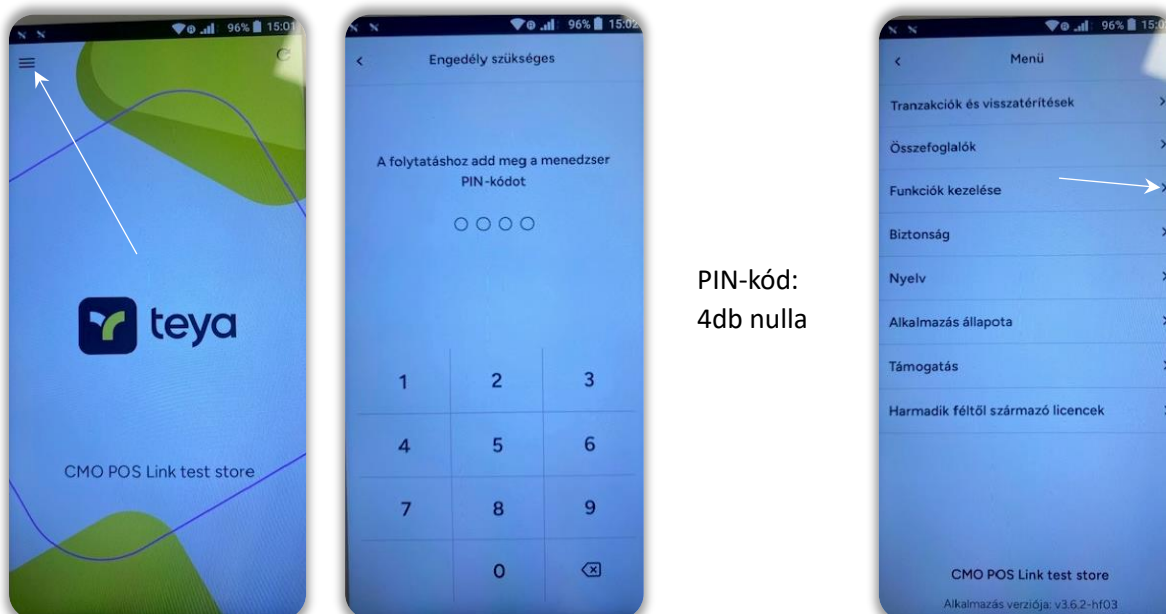 96% 15:01
teya
CMO POS Link test store
96% 15:02
Engedély szükséges
A folytatáshoz add meg a menedzser
PIN-kódot
1 2 3
4 5 6
7 8 9
0
PIN-kód:
4db nulla
96%
Menü
Tranzakciók és visszatérítések
Összefoglalók
Funkciók kezelése
Biztonság
Nyelv
Alkalmazás állapota
Támogatás
Harmadik féltől származó licencek
CMO POS Link test store
Alkalmazás verziója: v3.6.2-hf03